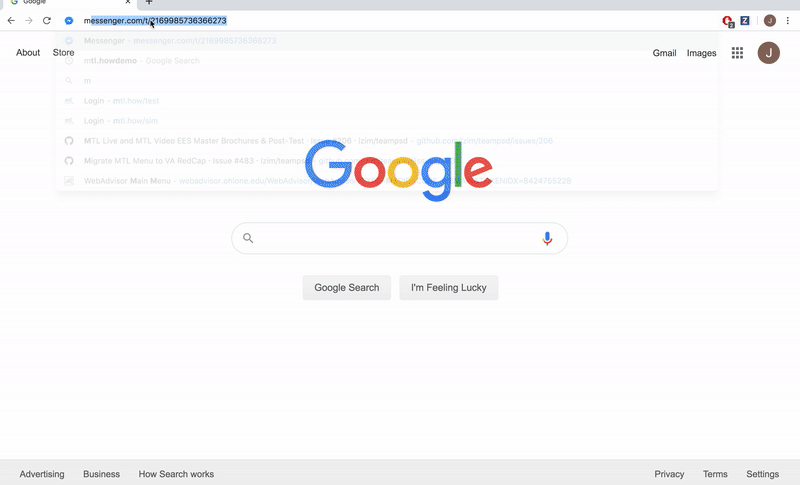 Google
messenger.com/t/2169985736366273
2
J
About
Store
Gmail
Images
J
Messenger - messenger.com/t/2169985736366273
mtl.howdemo - Google Search
m
Login - mtl.how/test
Login - mtl.how/sim
MTL Live and MTL Video EES Master Brochures & Post-Test · Issue #206 · lzim/teampsd - github.com/lzim/teampsd/issues/206
Migrate MTL Menu to VA RedCap · Issue #483 · lzim/teampsd
WebAdvisor Main Menu - webadvisor.ohlone.edu/WebAdvisor
Google
Google Search
I'm Feeling Lucky
Advertising
Business
How Search works
Privacy
Terms
Settings